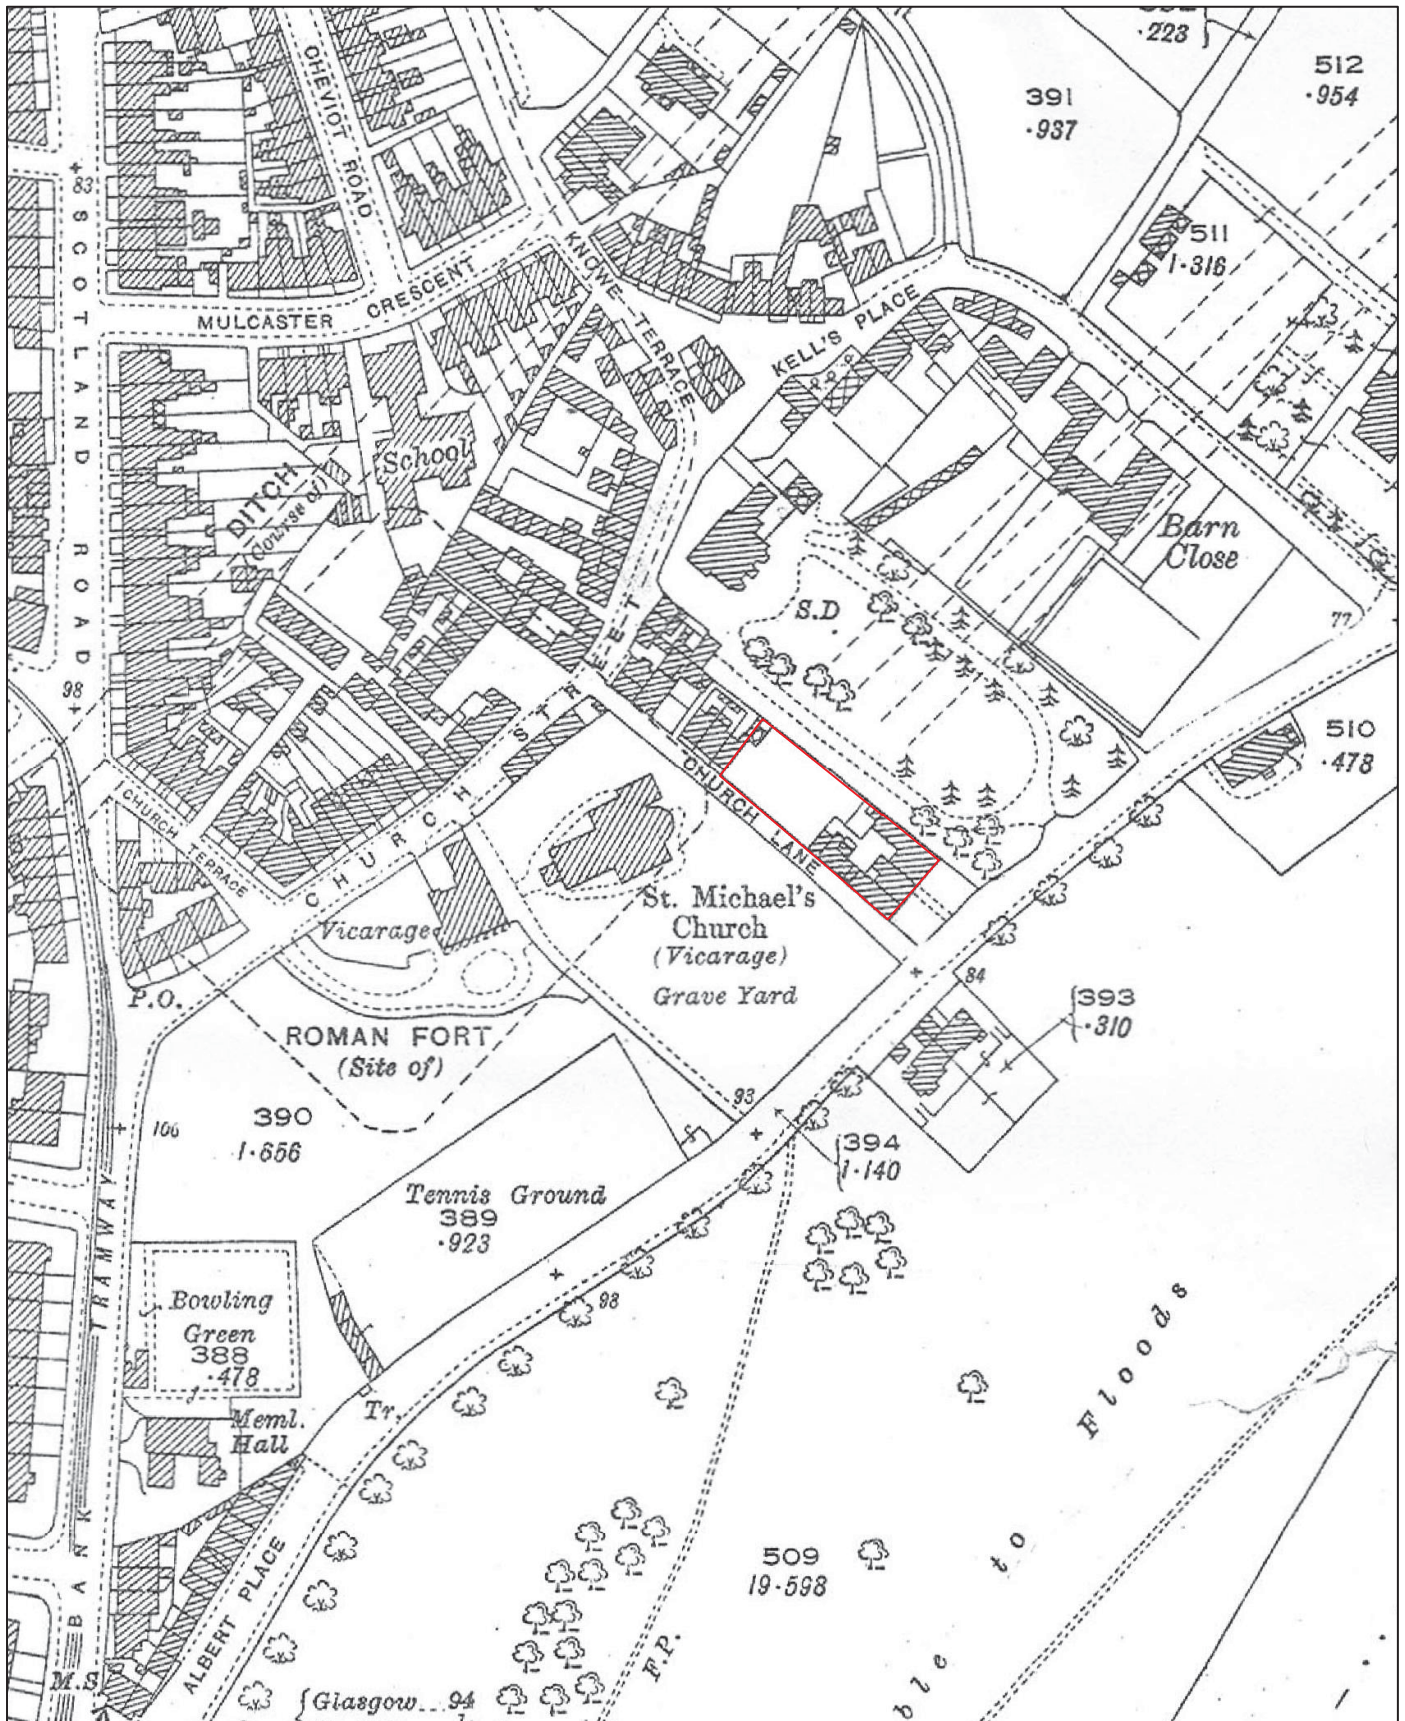 ·223
512
·954
391
·937
CHEVIOT ROAD
83
SCOTLAND ROAD
511
1·316
KNOWE TERRACE
MULCASTER CRESCENT
KELL'S PLACE
School
DITCH
(Course of)
Barn
Close
S.D
77
98
510
·478
CHURCH STREET
CHURCH LANE
CHURCH TERRACE
St. Michael's
Church
(Vicarage)
Grave Yard
Vicarage
P.O.
84
393
·310
ROMAN FORT
(Site of)
93
106
390
1·656
394
1·140
Tennis Ground
389
·923
TRAMWAY
98
Bowling
Green
388
·478
Meml.
Hall
Tr.
Floods
to
ble
509
19·598
BANK
ALBERT PLACE
F.P.
M.S
Glasgow 94